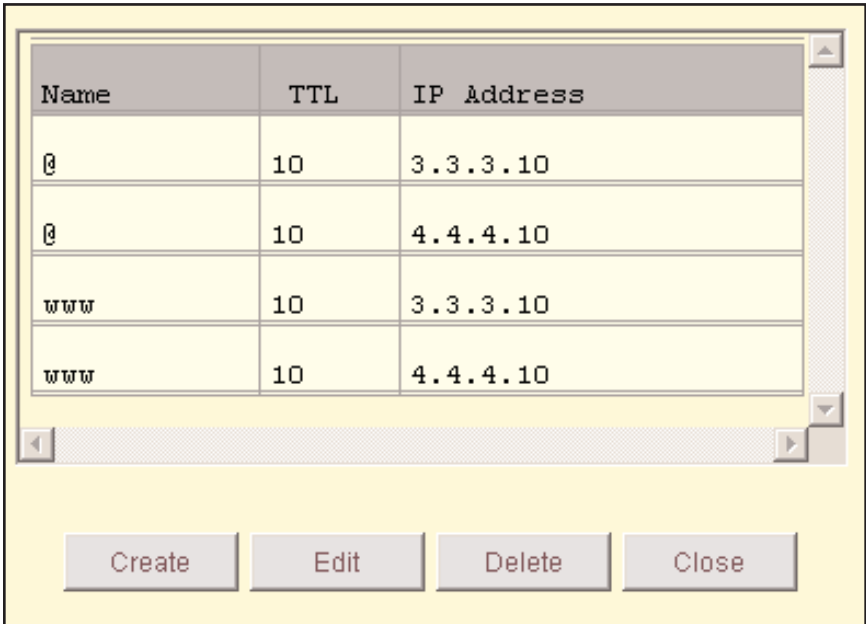 Name TTL IP Address
@ 10 3.3.3.10
@ 10 4.4.4.10
www 10 3.3.3.10
www 10 4.4.4.10
Create Edit Delete Close